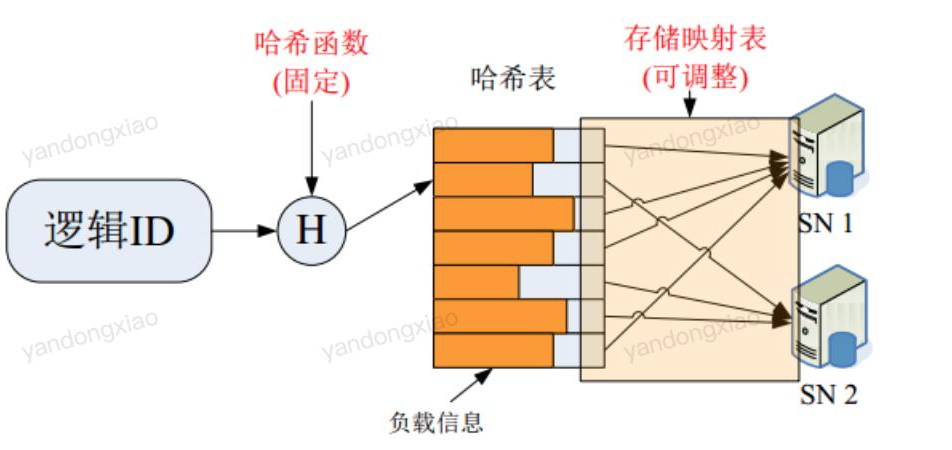 哈希函数
(固定)
哈希表
存储映射表
(可调整)
逻辑ID
H
SN 1
SN 2
负载信息
yandongxiao
yandongxiao
yandongxiao
yandongxiao
yandongxiao
yandongxiao